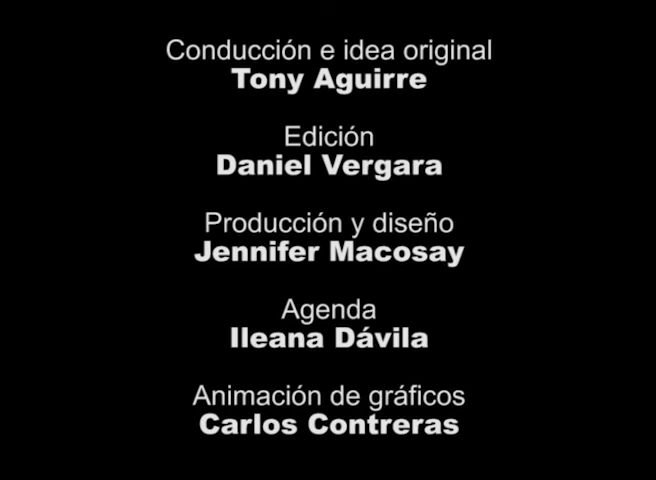 Conducción e idea original
Tony Aguirre
Edición
Daniel Vergara
Producción y diseño
Jennifer Macosay
Agenda
Ileana Dávila
Animación de gráficos
Carlos Contreras